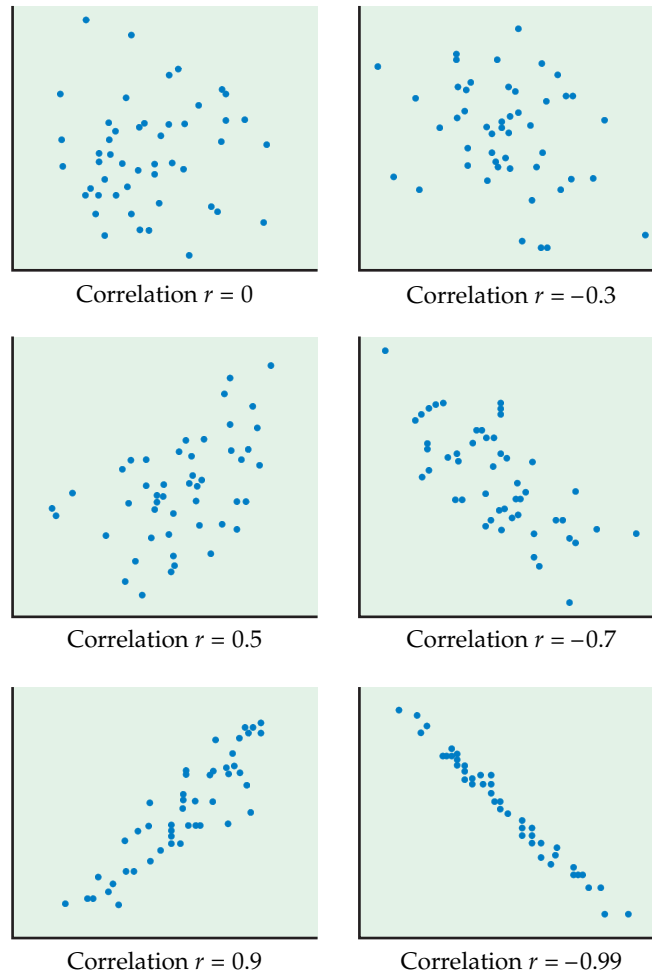 Correlation r = 0
Correlation r = −0.3
Correlation r = 0.5
Correlation r = −0.7
Correlation r = 0.9
Correlation r = −0.99